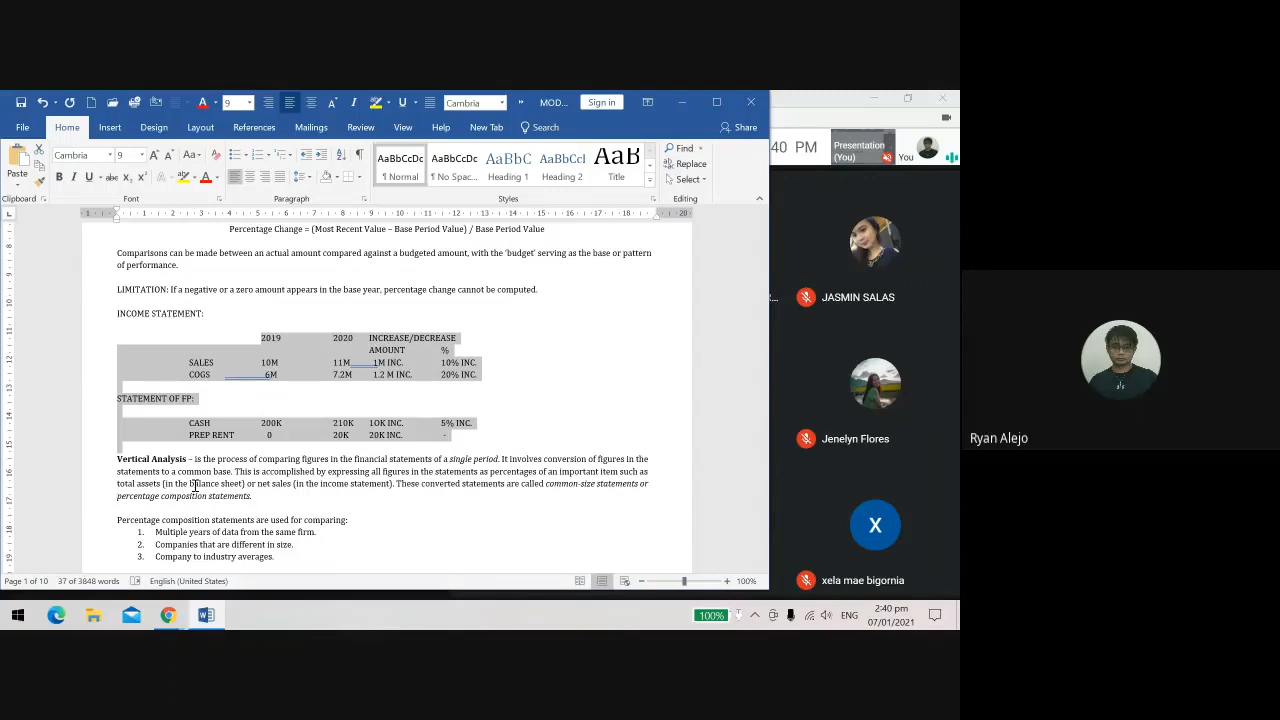 9
Cambria
MOD...
Sign in
File Home Insert Design Layout References Mailings Review View Help New Tab Search Share
Paste
Cambria 9
AaBbCcDc AaBbCcDc AaBbC AaBbCcI AaB
¶ Normal ¶ No Spac... Heading 1 Heading 2 Title
Find
Replace
Select
Clipboard Font Paragraph Styles Editing
40 PM
Presentation
(You)
You
Percentage Change = (Most Recent Value – Base Period Value) / Base Period Value
Comparisons can be made between an actual amount compared against a budgeted amount, with the ‘budget’ serving as the base or pattern
of performance.
LIMITATION: If a negative or a zero amount appears in the base year, percentage change cannot be computed.
INCOME STATEMENT:
2019 2020 INCREASE/DECREASE
AMOUNT %
SALES 10M 11M 1M INC. 10% INC.
COGS 6M 7.2M 1.2 M INC. 20% INC.
STATEMENT OF FP:
CASH 200K 210K 10K INC. 5% INC.
PREP RENT 0 20K 20K INC. -
Vertical Analysis – is the process of comparing figures in the financial statements of a single period. It involves conversion of figures in the
statements to a common base. This is accomplished by expressing all figures in the statements as percentages of an important item such as
total assets (in the balance sheet) or net sales (in the income statement). These converted statements are called common-size statements or
percentage composition statements.
Percentage composition statements are used for comparing:
1. Multiple years of data from the same firm.
2. Companies that are different in size.
3. Company to industry averages.
Page 1 of 10 37 of 3848 words English (United States) 100%
R...
JASMIN SALAS
Jenelyn Flores
X
xela mae bigornia
Ryan Alejo
100%
ENG
2:40 pm
07/01/2021